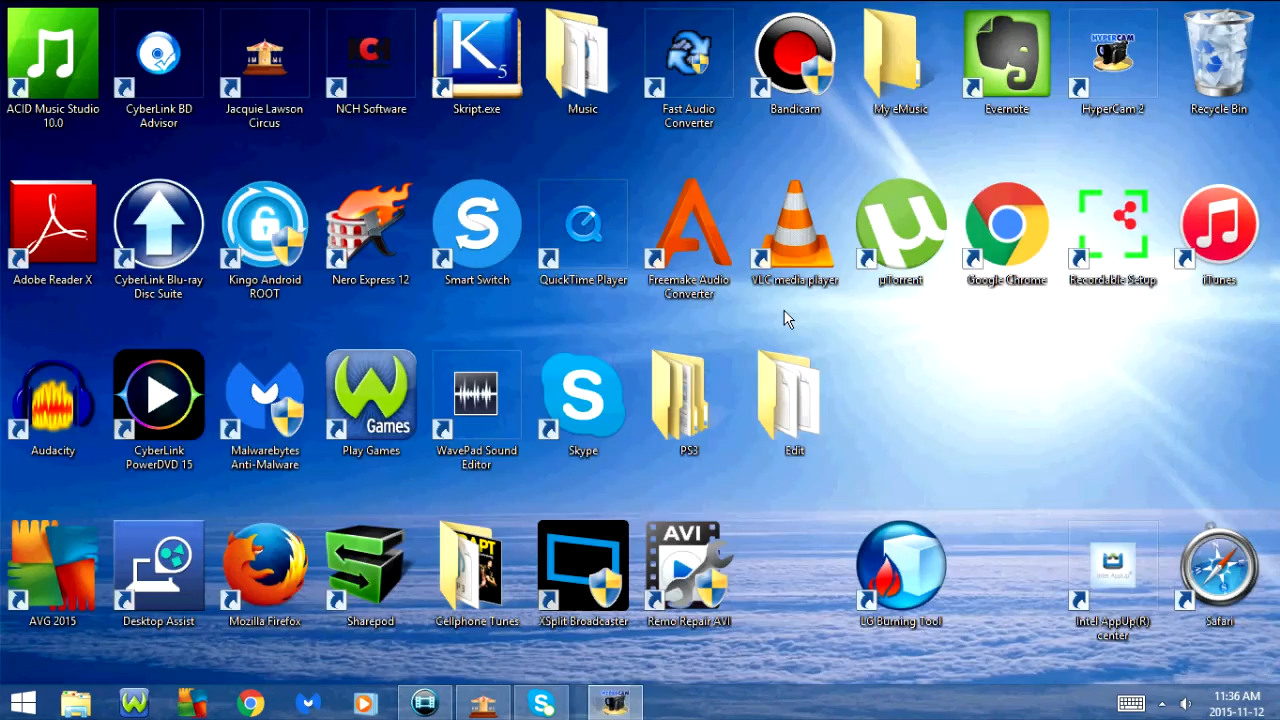 ACID Music Studio
10.0
CyberLink BD
Advisor
Jacquie Lawson
Circus
NCH
NCH Software
K
5
Skript.exe
Music
Fast Audio
Converter
Bandicam
My eMusic
Evernote
HYPERCAM
HyperCam 2
Recycle Bin
Adobe Reader X
CyberLink Blu-ray
Disc Suite
Kingo Android
ROOT
Nero Express 12
S
Smart Switch
QuickTime Player
Freemake Audio
Converter
VLC media player
µ
µTorrent
Google Chrome
Recordable Setup
iTunes
Audacity
CyberLink
PowerDVD 15
Malwarebytes
Anti-Malware
W
Games
Play Games
WavePad Sound
Editor
S
Skype
PS3
Edit
AVG 2015
Desktop Assist
Mozilla Firefox
Sharepod
Cellphone Tunes
XSplit Broadcaster
AVI
Remo Repair AVI
LG Burning Tool
Intel AppUp(R)
center
Safari
11:36 AM
2015-11-12